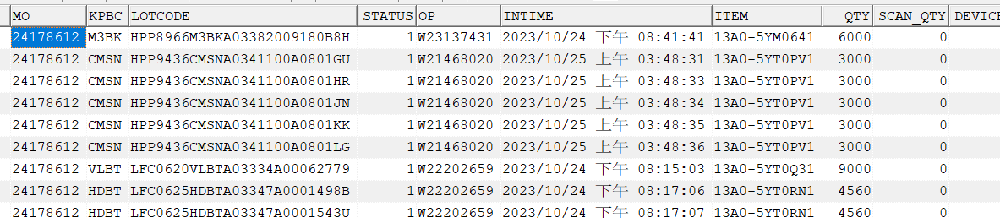 MO KPBC LOTCODE STATUS OP INTIME ITEM QTY SCAN_QTY DEVICE
24178612 M3BK HPP8966M3BKA03382009180B8H 1 W23137431 2023/10/24 下午 08:41:41 13A0-5YM0641 6000 0
24178612 CMSN HPP9436CMSNA0341100A0801GU 1 W21468020 2023/10/25 上午 03:48:31 13A0-5YT0PV1 3000 0
24178612 CMSN HPP9436CMSNA0341100A0801HR 1 W21468020 2023/10/25 上午 03:48:33 13A0-5YT0PV1 3000 0
24178612 CMSN HPP9436CMSNA0341100A0801JN 1 W21468020 2023/10/25 上午 03:48:34 13A0-5YT0PV1 3000 0
24178612 CMSN HPP9436CMSNA0341100A0801KK 1 W21468020 2023/10/25 上午 03:48:35 13A0-5YT0PV1 3000 0
24178612 CMSN HPP9436CMSNA0341100A0801LG 1 W21468020 2023/10/25 上午 03:48:36 13A0-5YT0PV1 3000 0
24178612 VLBT LFC0620VLBTA03334A00062779 1 W22202659 2023/10/24 下午 08:15:03 13A0-5YT0Q31 9000 0
24178612 HDBT LFC0625HDBTA03347A0001498B 1 W22202659 2023/10/24 下午 08:17:06 13A0-5YT0RN1 4560 0
24178612 HDBT LFC0625HDBTA03347A0001543U 1 W22202659 2023/10/24 下午 08:17:07 13A0-5YT0RN1 4560 0